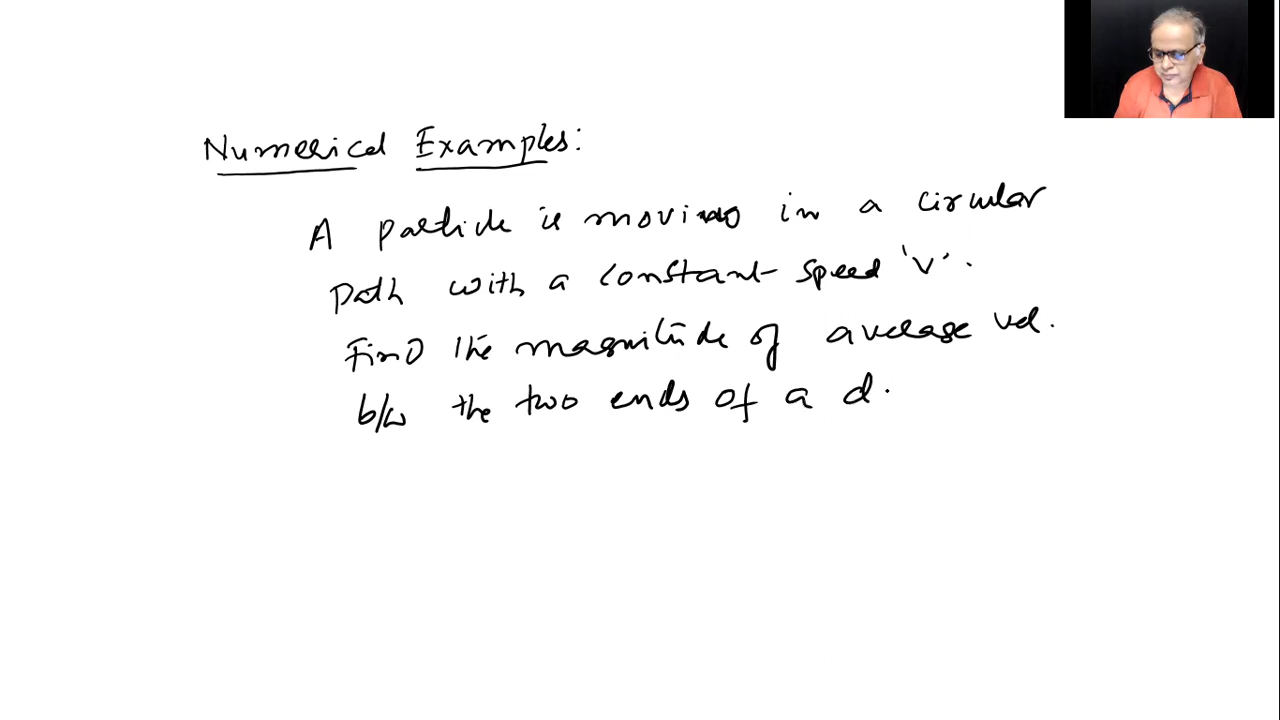 Numerical Examples:
A particle is moving in a circular
path with a constant speed 'v'.
Find the magnitude of average vel.
b/w the two ends of a d.